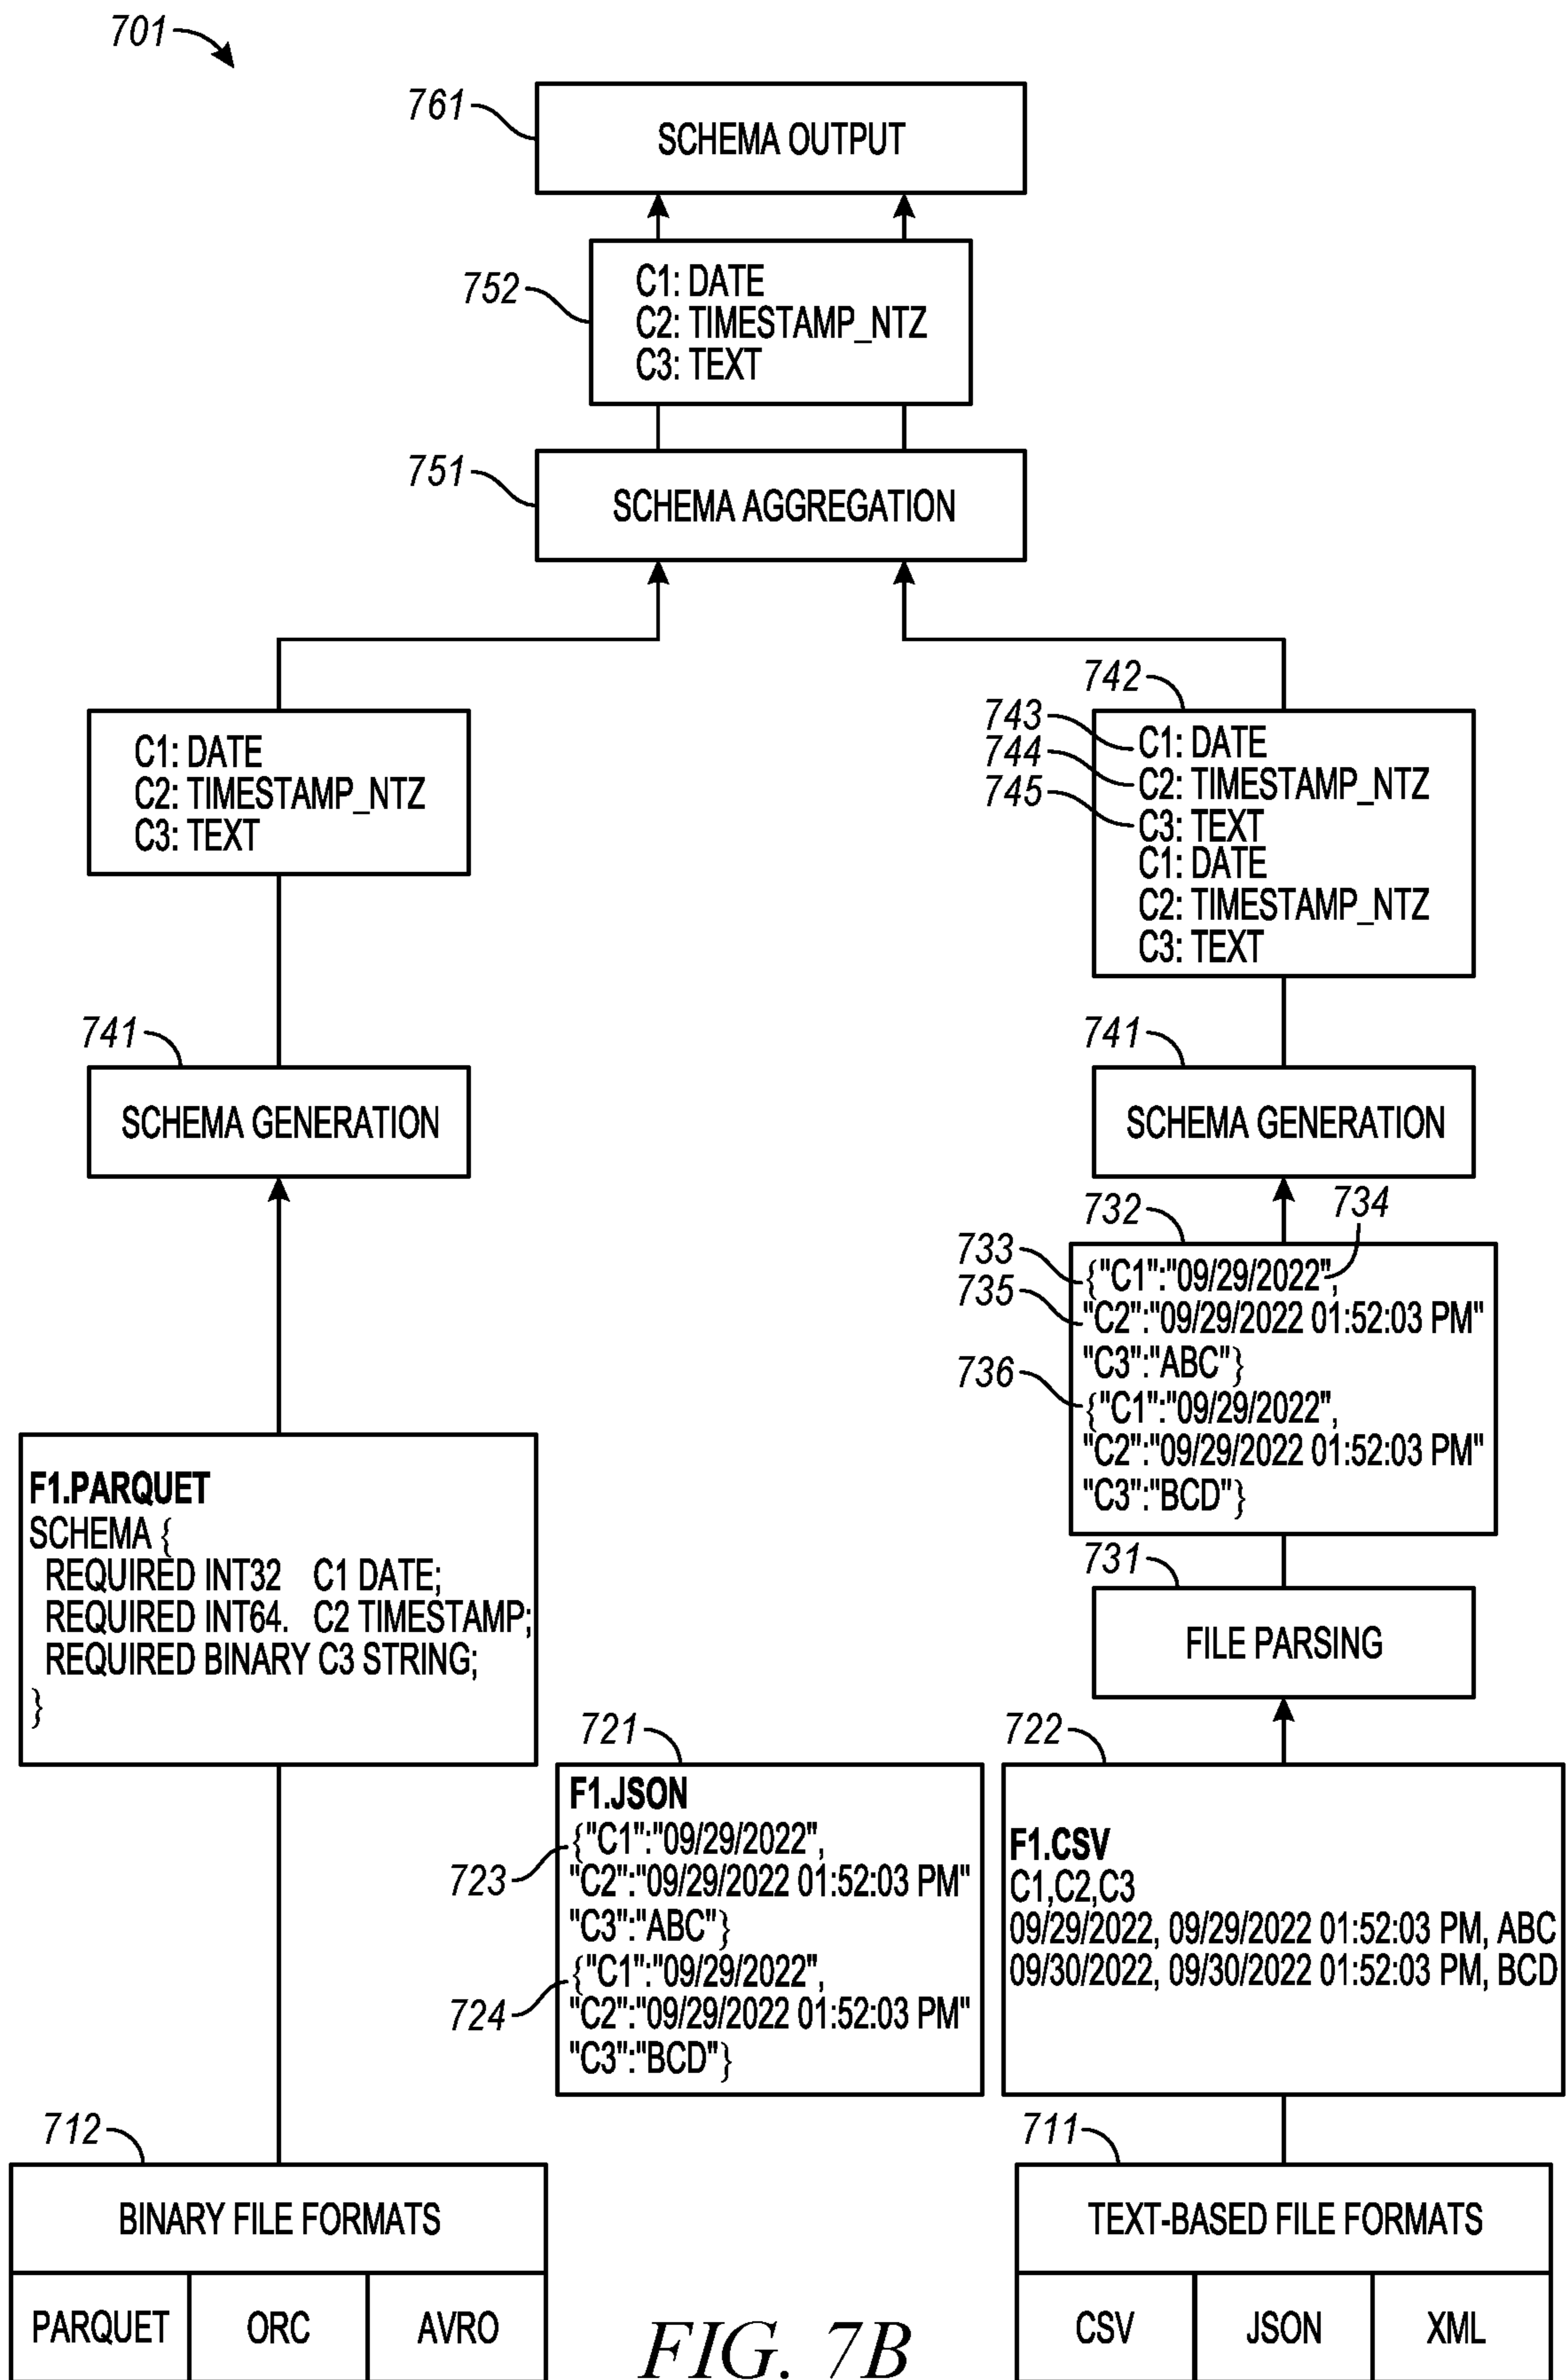 701
761
SCHEMA OUTPUT
752
C1: DATE
C2: TIMESTAMP_NTZ
C3: TEXT
751
SCHEMA AGGREGATION
C1: DATE
C2: TIMESTAMP_NTZ
C3: TEXT
742
743
744
745
C1: DATE
C2: TIMESTAMP_NTZ
C3: TEXT
C1: DATE
C2: TIMESTAMP_NTZ
C3: TEXT
741
SCHEMA GENERATION
741
SCHEMA GENERATION
732
734
733
735
736
{"C1":"09/29/2022",
"C2":"09/29/2022 01:52:03 PM"
"C3":"ABC"}
{"C1":"09/29/2022",
"C2":"09/29/2022 01:52:03 PM"
"C3":"BCD"}
F1.PARQUET
SCHEMA {
REQUIRED INT32 C1 DATE;
REQUIRED INT64. C2 TIMESTAMP;
REQUIRED BINARY C3 STRING;
}
731
FILE PARSING
721
F1.JSON
723
{"C1":"09/29/2022",
"C2":"09/29/2022 01:52:03 PM"
"C3":"ABC"}
724
{"C1":"09/29/2022",
"C2":"09/29/2022 01:52:03 PM"
"C3":"BCD"}
722
F1.CSV
C1,C2,C3
09/29/2022, 09/29/2022 01:52:03 PM, ABC
09/30/2022, 09/30/2022 01:52:03 PM, BCD
712
BINARY FILE FORMATS
PARQUET
ORC
AVRO
711
TEXT-BASED FILE FORMATS
CSV
JSON
XML
FIG. 7B